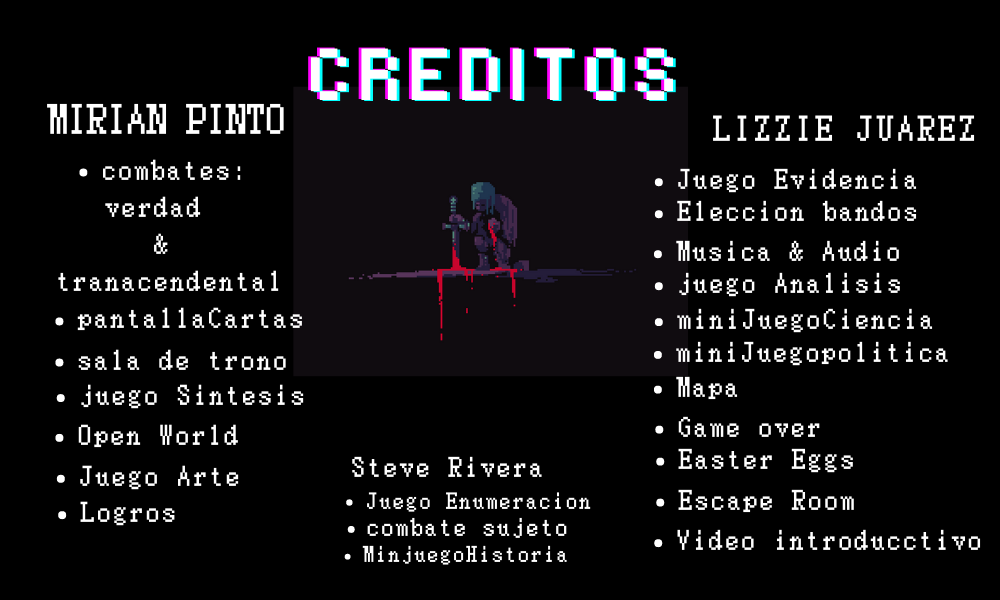 CREDITOS
MIRIAN PINTO
• combates:
verdad
&
tranacendental
• pantallaCartas
• sala de trono
• juego Sintesis
• Open World
• Juego Arte
• Logros
Steve Rivera
• Juego Enumeracion
• combate sujeto
• MinjuegoHistoria
LIZZIE JUAREZ
• Juego Evidencia
• Eleccion bandos
• Musica & Audio
• juego Analisis
• miniJuegoCiencia
• miniJuegopolitica
• Mapa
• Game over
• Easter Eggs
• Escape Room
• Video introducctivo